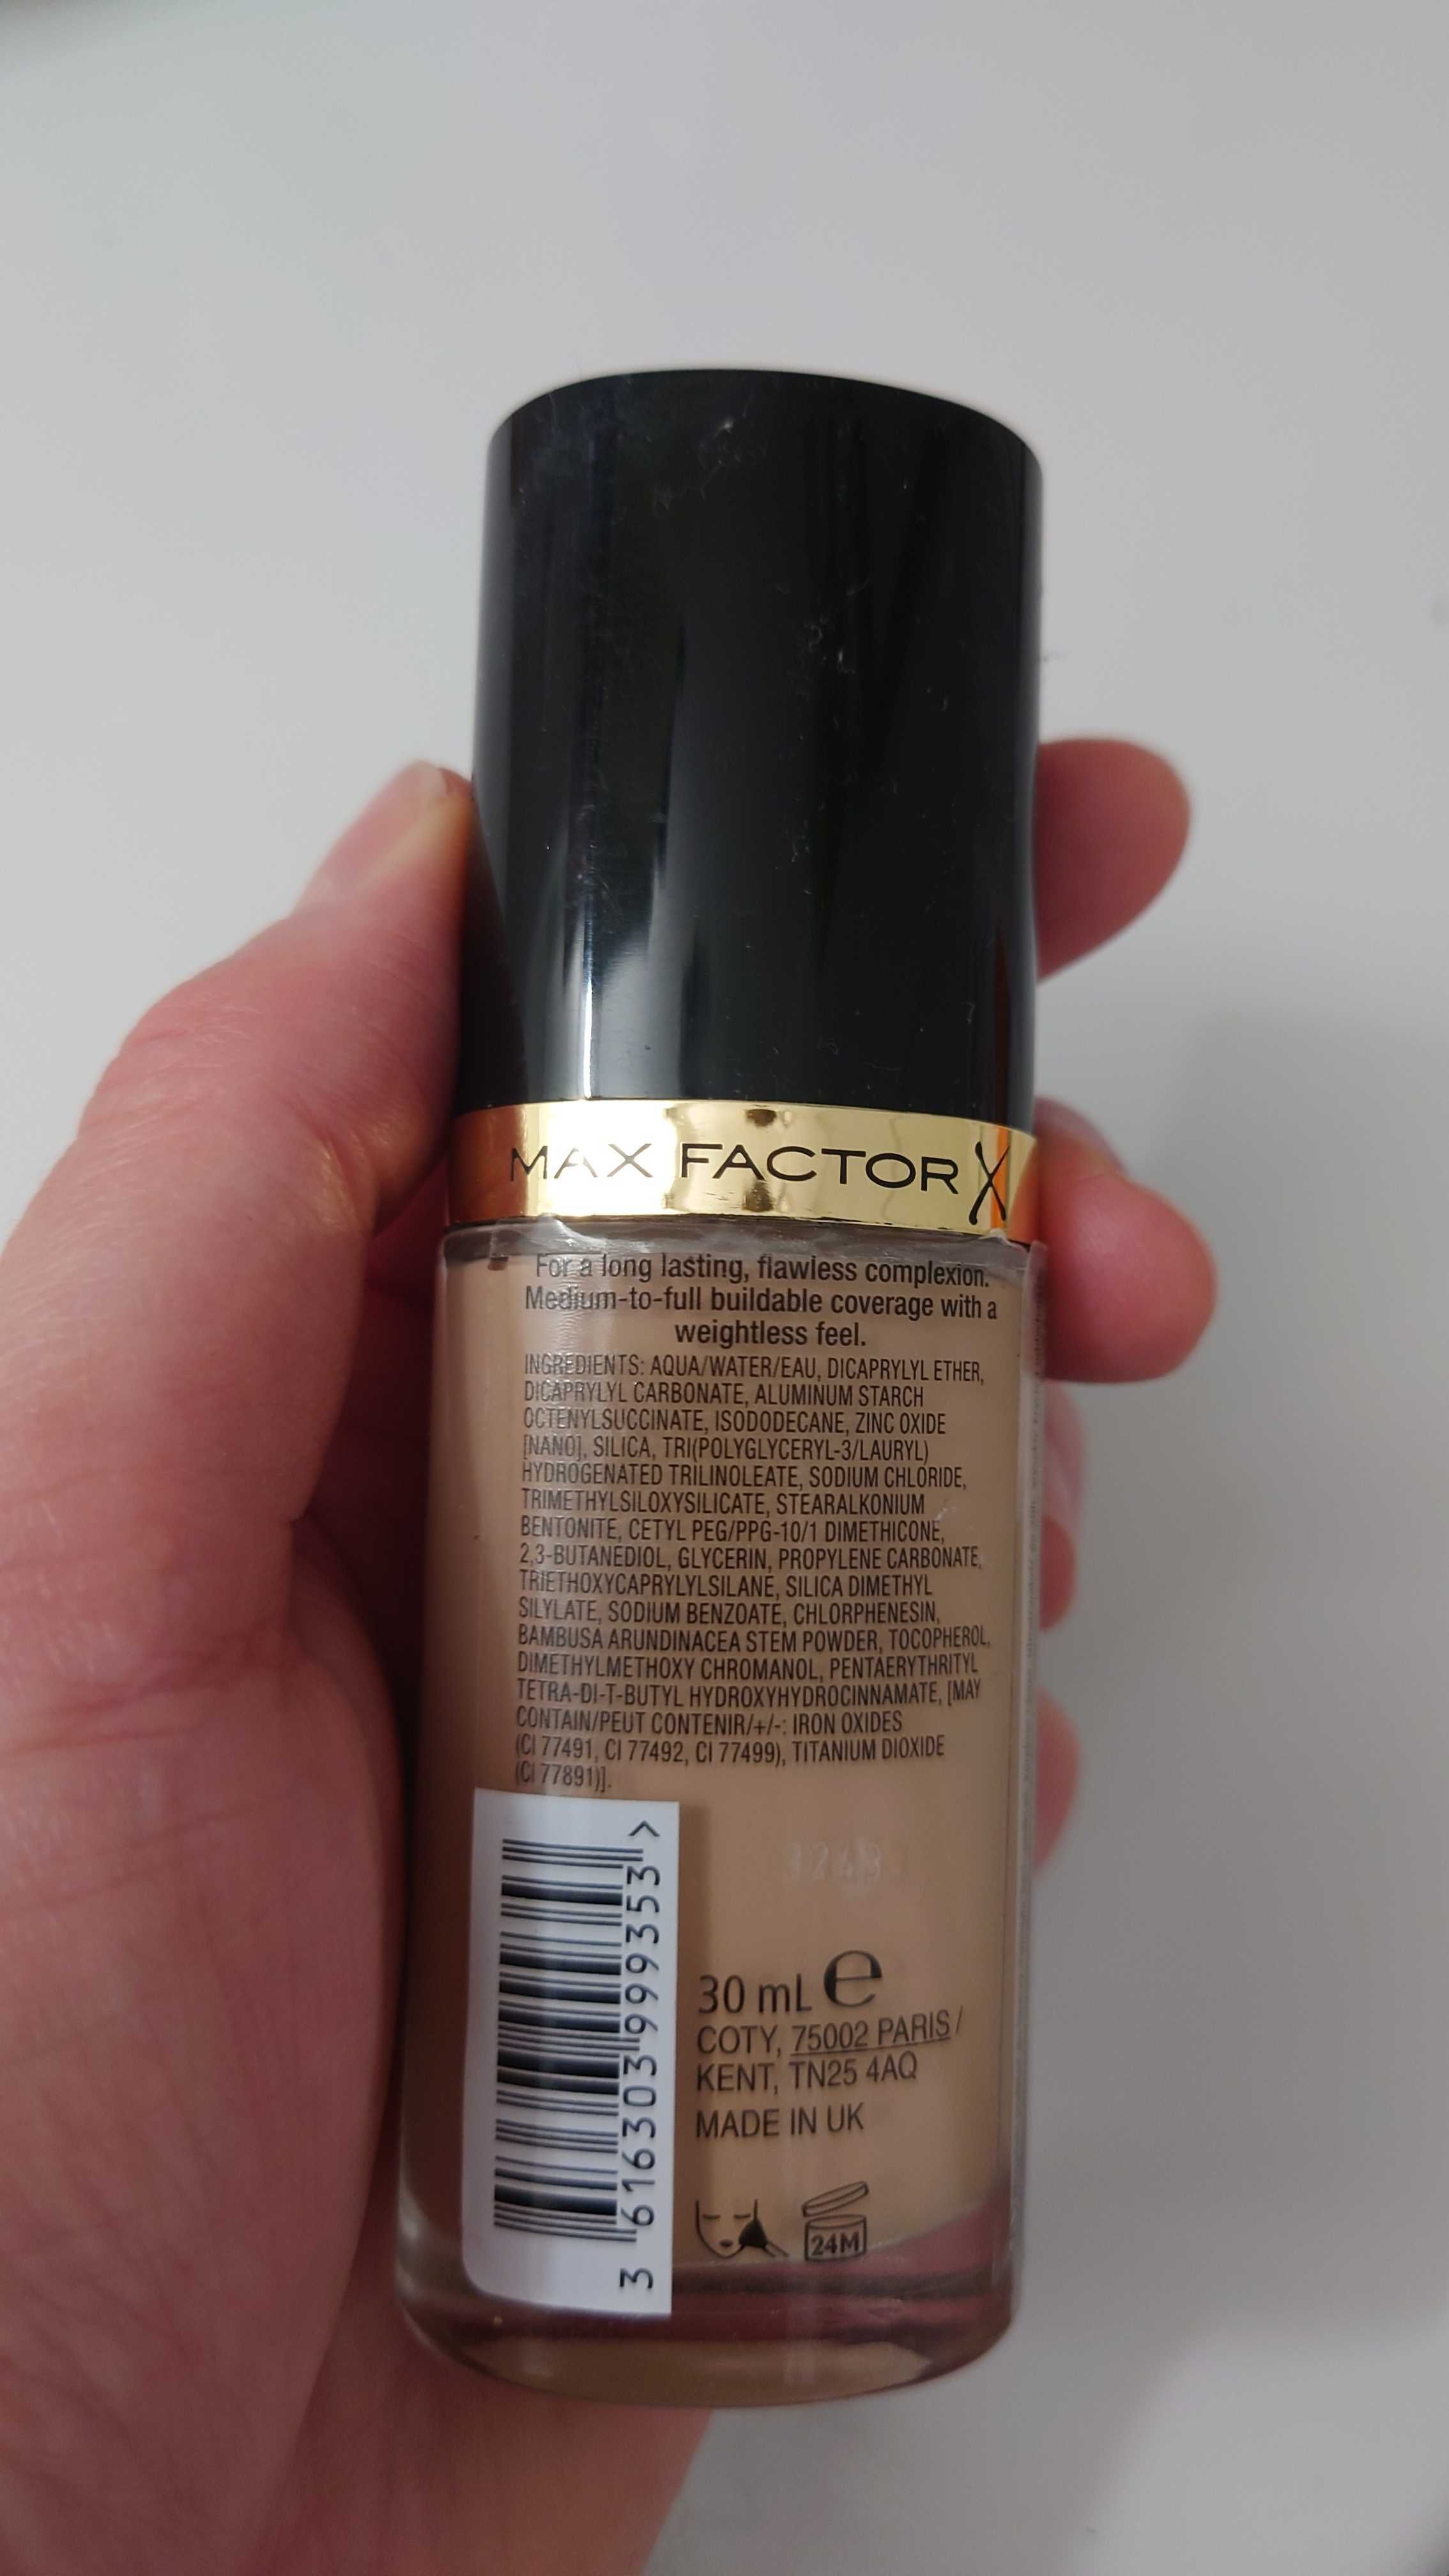 MAX FACTOR X
For a long lasting, flawless complexion.
Medium-to-full buildable coverage with a
weightless feel.
INGREDIENTS: AQUA/WATER/EAU, DICAPRYLYL ETHER,
DICAPRYLYL CARBONATE, ALUMINUM STARCH
OCTENYLSUCCINATE, ISODODECANE, ZINC OXIDE
[NANO], SILICA, TRI(POLYGLYCERYL-3/LAURYL)
HYDROGENATED TRILINOLEATE, SODIUM CHLORIDE,
TRIMETHYLSILOXYSILICATE, STEARALKONIUM
BENTONITE, CETYL PEG/PPG-10/1 DIMETHICONE,
2,3-BUTANEDIOL, GLYCERIN, PROPYLENE CARBONATE,
TRIETHOXYCAPRYLYLSILANE, SILICA DIMETHYL
SILYLATE, SODIUM BENZOATE, CHLORPHENESIN,
BAMBUSA ARUNDINACEA STEM POWDER, TOCOPHEROL,
DIMETHYLMETHOXY CHROMANOL, PENTAERYTHRITYL
TETRA-DI-T-BUTYL HYDROXYHYDROCINNAMATE, [MAY
CONTAIN/PEUT CONTENIR/+/-: IRON OXIDES
(CI 77491, CI 77492, CI 77499), TITANIUM DIOXIDE
(CI 77891)].
3 616303 999353 >
30 mL e
COTY, 75002 PARIS /
KENT, TN25 4AQ
MADE IN UK
24M